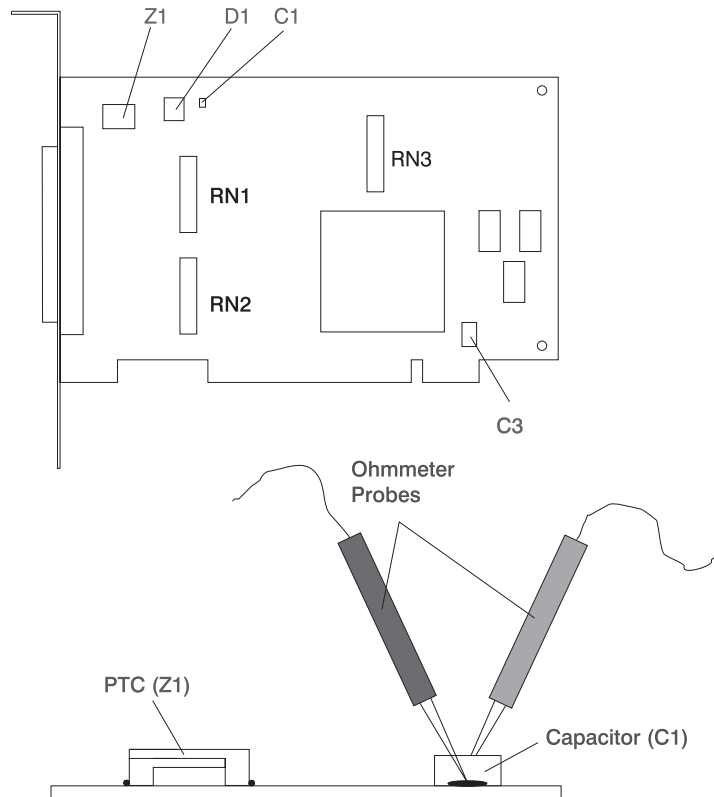 Z1 D1 C1
RN3
RN1
RN2
C3
Ohmmeter
Probes
PTC (Z1)
Capacitor (C1)